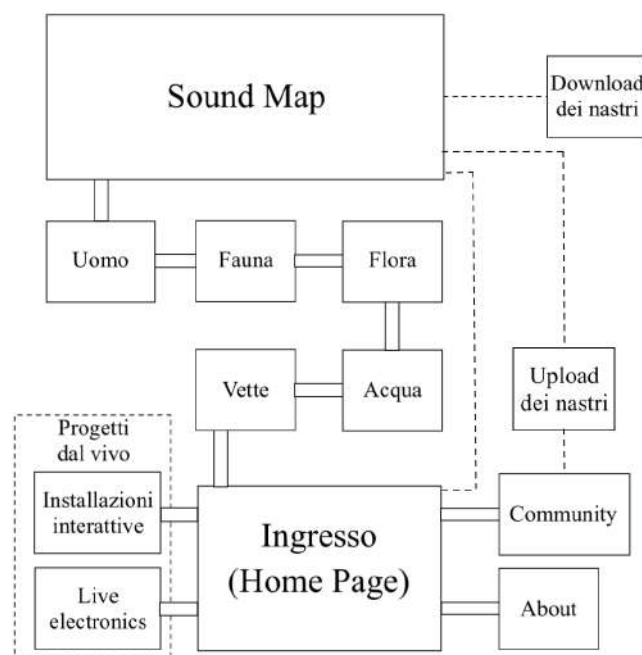 Sound Map
Download
dei nastri
Uomo
Fauna
Flora
Vette
Acqua
Upload
dei nastri
Progetti
dal vivo
Installazioni
interattive
Ingresso
(Home Page)
Community
Live
electronics
About